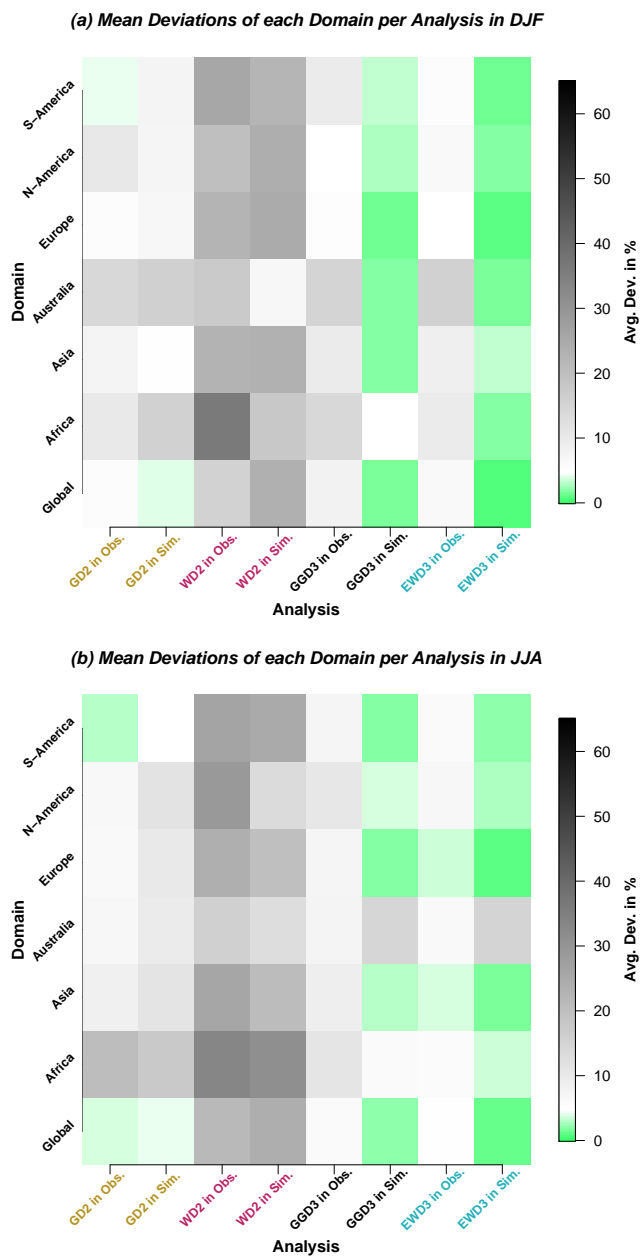 (a) Mean Deviations of each Domain per Analysis in DJF
S−America
N−America
Europe
Australia
Asia
Africa
Global
Domain
GD2 in Obs.
GD2 in Sim.
WD2 in Obs.
WD2 in Sim.
GGD3 in Obs.
GGD3 in Sim.
EWD3 in Obs.
EWD3 in Sim.
Analysis
60
50
40
30
20
10
0
Avg. Dev. in %
(b) Mean Deviations of each Domain per Analysis in JJA
S−America
N−America
Europe
Australia
Asia
Africa
Global
Domain
GD2 in Obs.
GD2 in Sim.
WD2 in Obs.
WD2 in Sim.
GGD3 in Obs.
GGD3 in Sim.
EWD3 in Obs.
EWD3 in Sim.
Analysis
60
50
40
30
20
10
0
Avg. Dev. in %